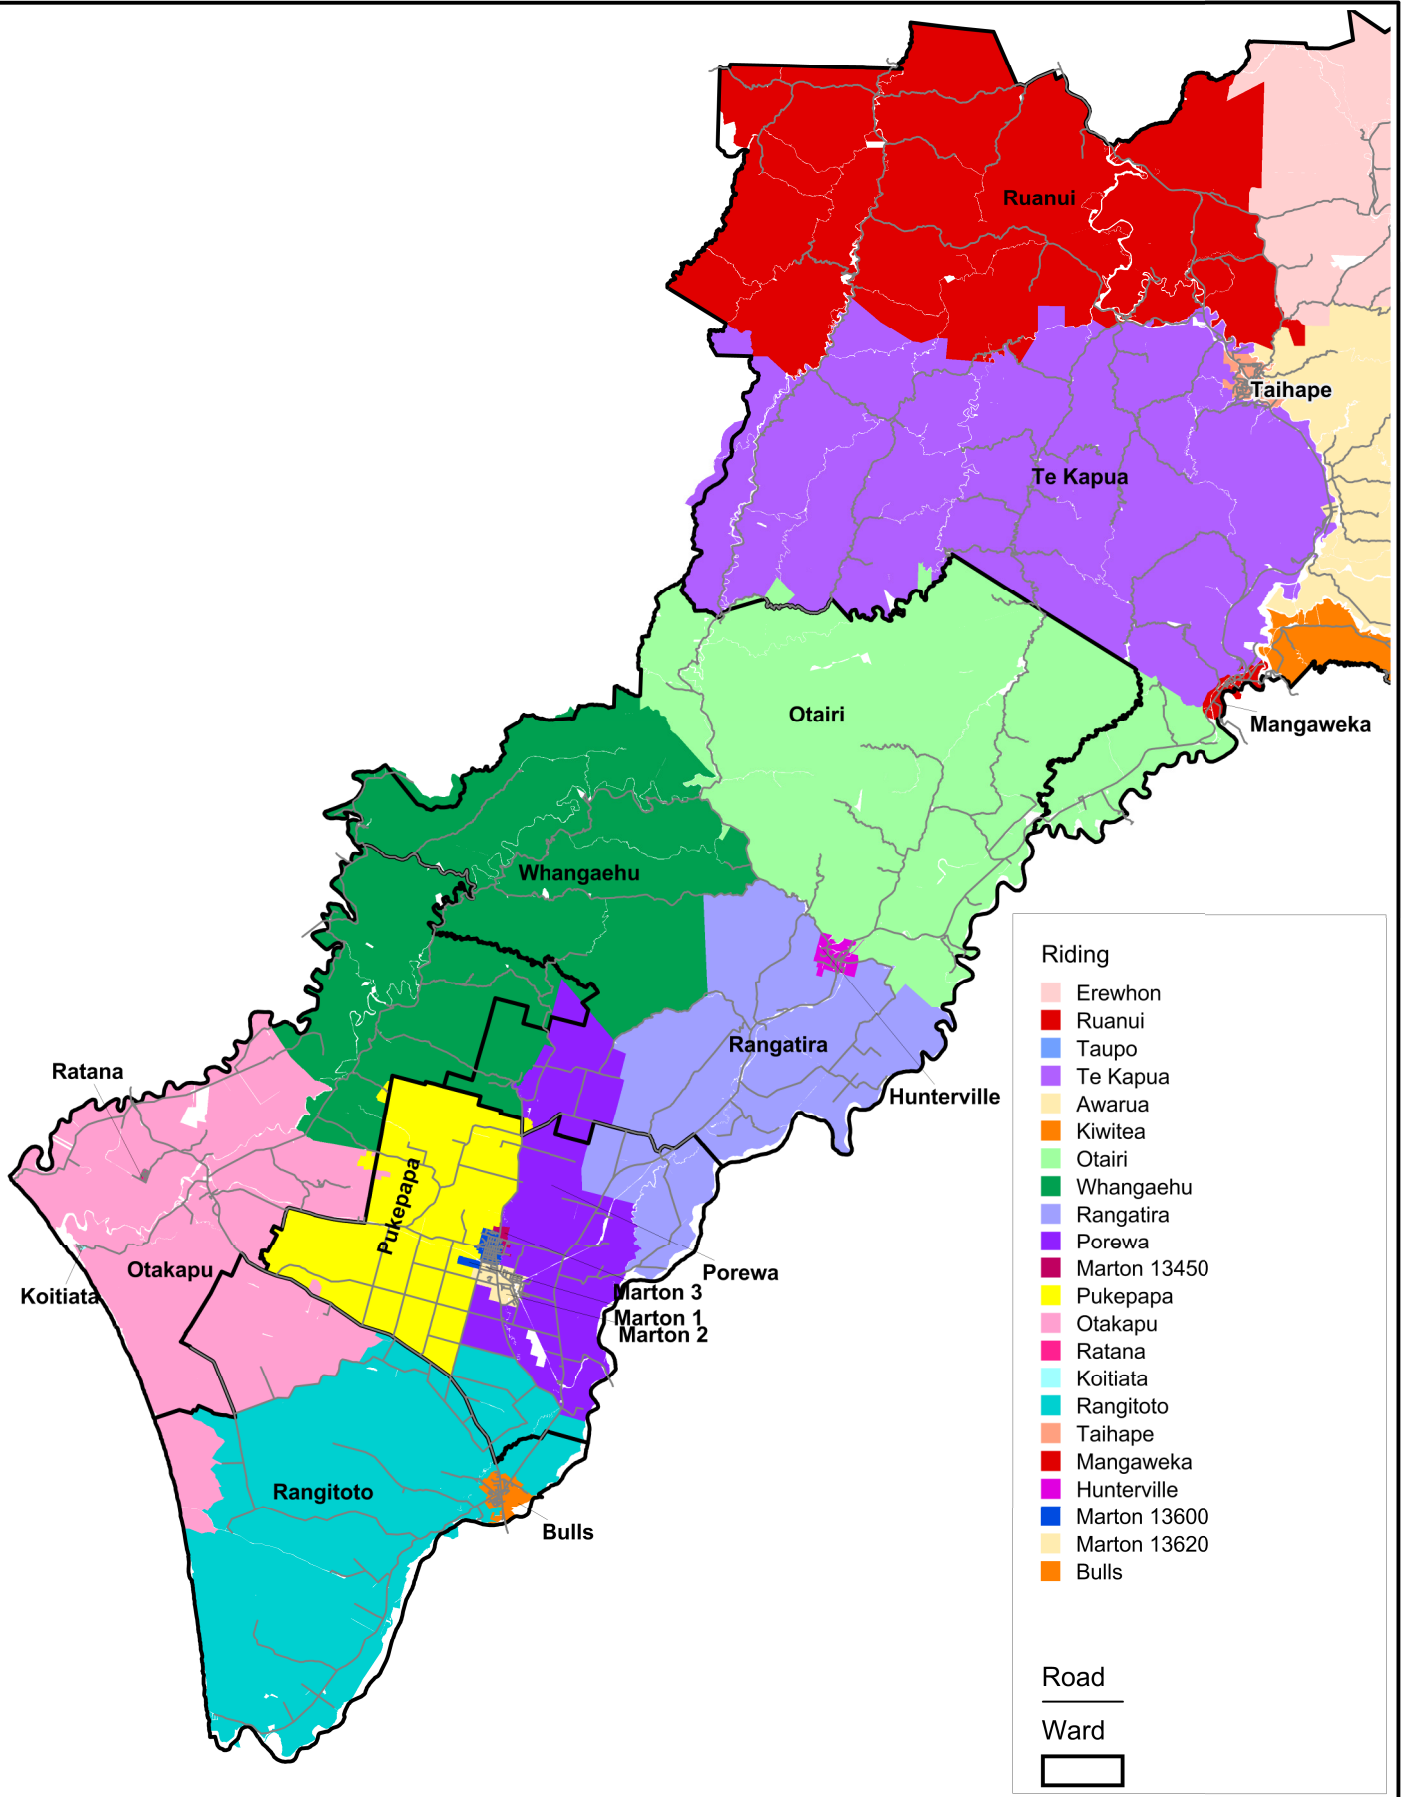 Ruanui
Taihape
Te Kapua
Otairi
Mangaweka
Whangaehu
Rangatira
Ratana
Hunterville
Pukepapa
Otakapu
Porewa
Koitiata
Marton 3
Marton 1
Marton 2
Rangitoto
Bulls
Riding
Erewhon
Ruanui
Taupo
Te Kapua
Awarua
Kiwitea
Otairi
Whangaehu
Rangatira
Porewa
Marton 13450
Pukepapa
Otakapu
Ratana
Koitiata
Rangitoto
Taihape
Mangaweka
Hunterville
Marton 13600
Marton 13620
Bulls
Road
Ward